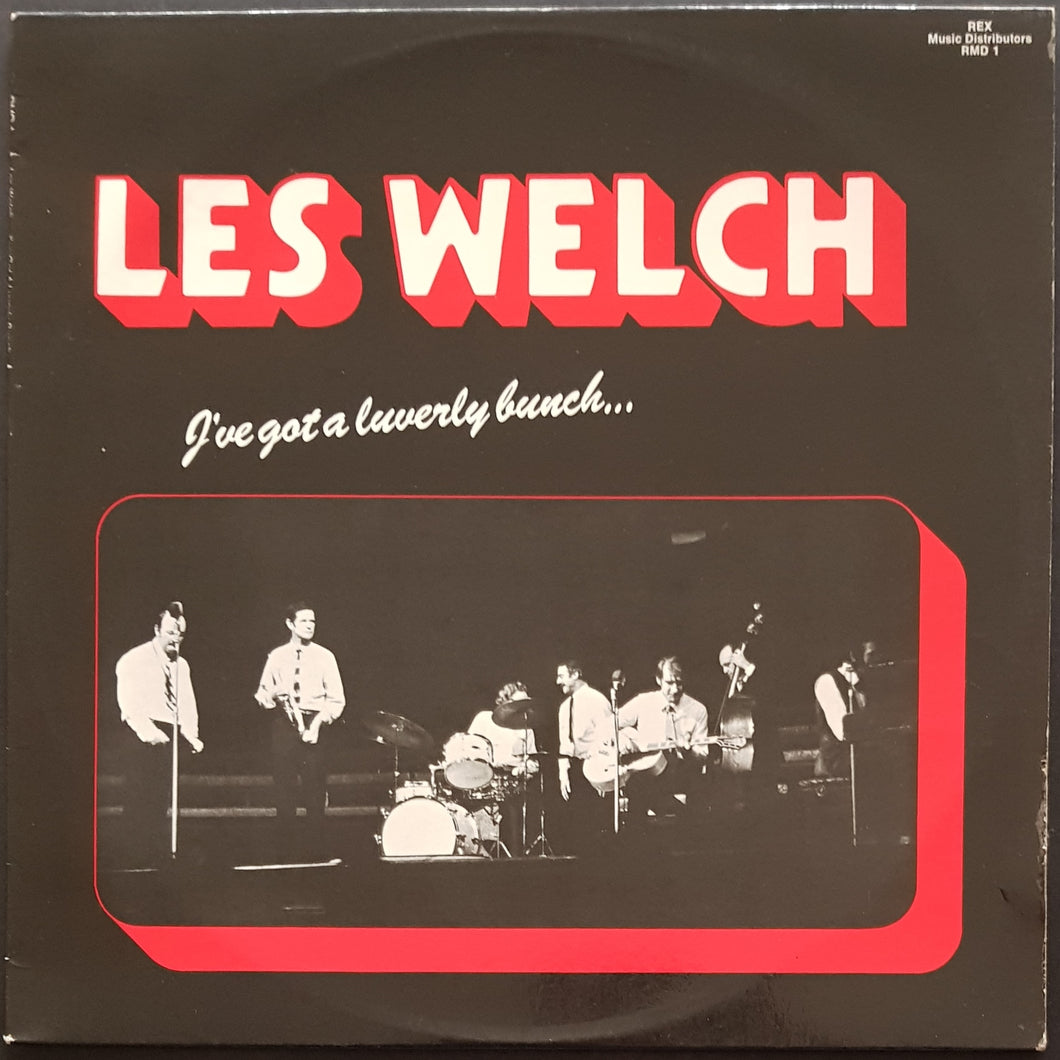 REX
Music Distributors
RMD 1
LES WELCH
I've got a luverly bunch...